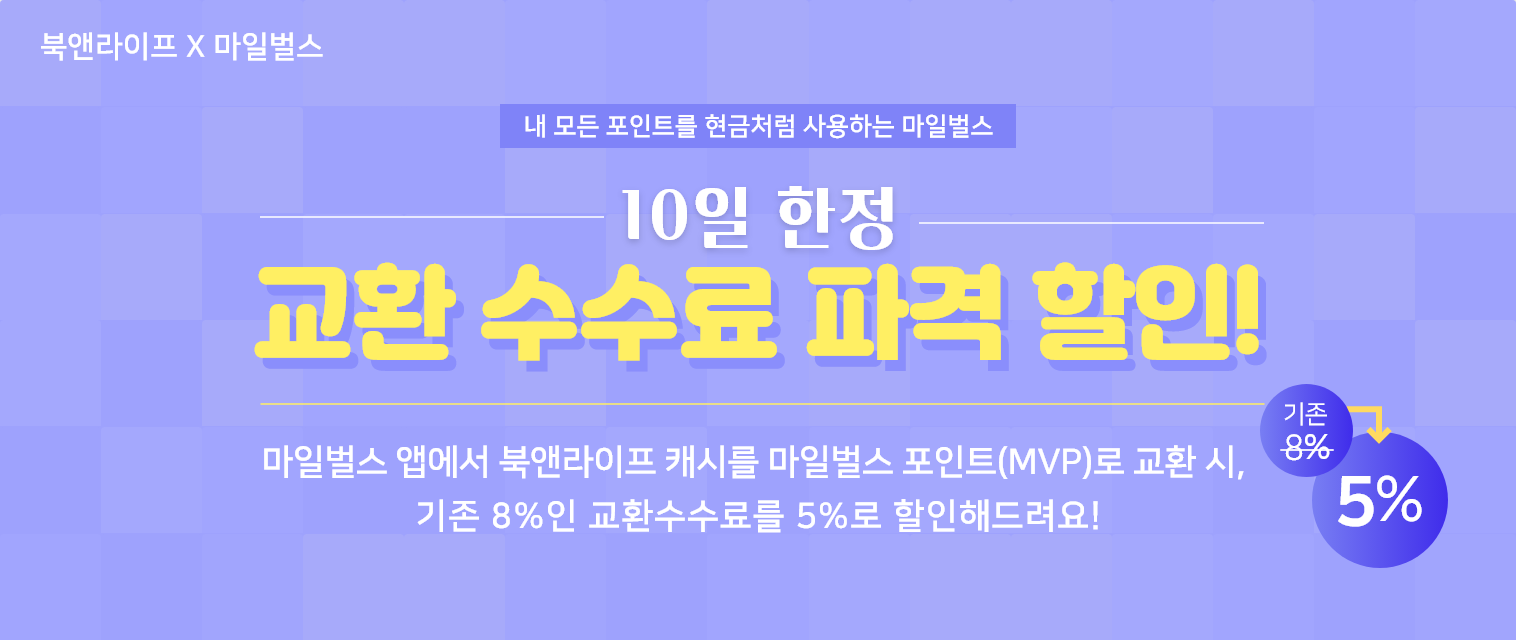 북앤라이프 X 마일벌스
내 모든 포인트를 현금처럼 사용하는 마일벌스
10일 한정
교환 수수료 파격 할인!
마일벌스 앱에서 북앤라이프 캐시를 마일벌스 포인트(MVP)로 교환 시,
기존 8%인 교환수수료를 5%로 할인해드려요!
기존
8%
5%